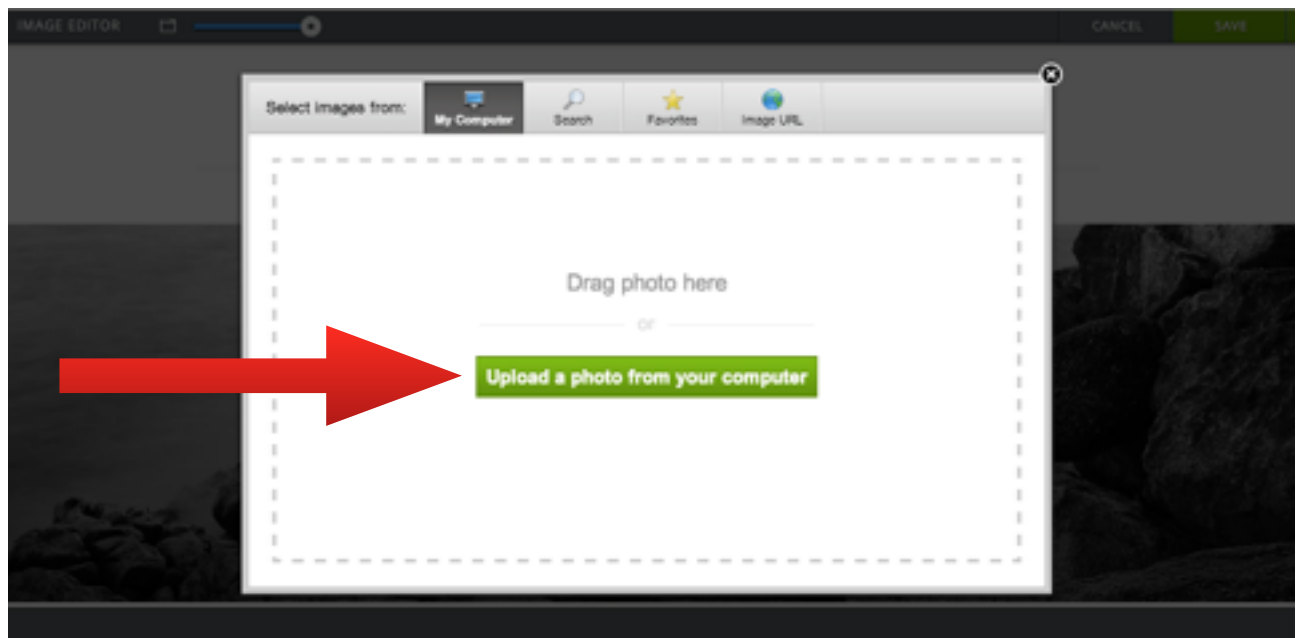 IMAGE EDITOR
CANCEL
SAVE
Select images from:
My Computer
Search
Favorites
Image URL
Drag photo here
or
Upload a photo from your computer